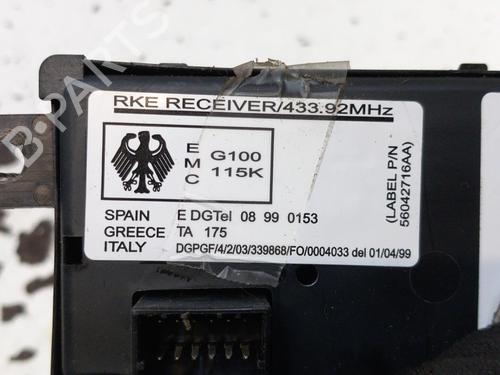 RKE RECEIVER/433.92MHz
E M C
G100
115K
SPAIN E DGTel 08 99 0153
GREECE TA 175
ITALY DGPGF/4/2/03/339868/FO/0004033 del 01/04/99
(LABEL P/N
56042716AA)
B-PARTS